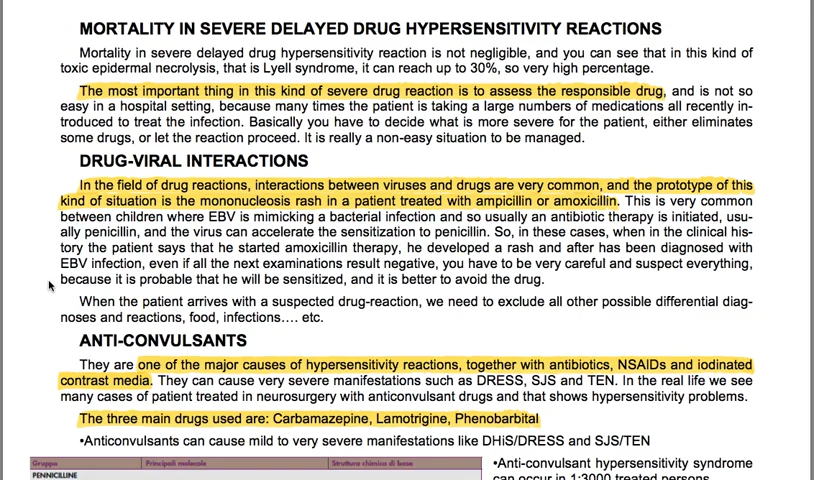 MORTALITY IN SEVERE DELAYED DRUG HYPERSENSITIVITY REACTIONS
Mortality in severe delayed drug hypersensitivity reaction is not negligible, and you can see that in this kind of
toxic epidermal necrolysis, that is Lyell syndrome, it can reach up to 30%, so very high percentage.
The most important thing in this kind of severe drug reaction is to assess the responsible drug, and is not so
easy in a hospital setting, because many times the patient is taking a large numbers of medications all recently in-
troduced to treat the infection. Basically you have to decide what is more severe for the patient, either eliminates
some drugs, or let the reaction proceed. It is really a non-easy situation to be managed.
DRUG-VIRAL INTERACTIONS
In the field of drug reactions, interactions between viruses and drugs are very common, and the prototype of this
kind of situation is the mononucleosis rash in a patient treated with ampicillin or amoxicillin. This is very common
between children where EBV is mimicking a bacterial infection and so usually an antibiotic therapy is initiated, usu-
ally penicillin, and the virus can accelerate the sensitization to penicillin. So, in these cases, when in the clinical his-
tory the patient says that he started amoxicillin therapy, he developed a rash and after has been diagnosed with
EBV infection, even if all the next examinations result negative, you have to be very careful and suspect everything,
because it is probable that he will be sensitized, and it is better to avoid the drug.
When the patient arrives with a suspected drug-reaction, we need to exclude all other possible differential diag-
noses and reactions, food, infections…. etc.
ANTI-CONVULSANTS
They are one of the major causes of hypersensitivity reactions, together with antibiotics, NSAIDs and iodinated
contrast media. They can cause very severe manifestations such as DRESS, SJS and TEN. In the real life we see
many cases of patient treated in neurosurgery with anticonvulsant drugs and that shows hypersensitivity problems.
The three main drugs used are: Carbamazepine, Lamotrigine, Phenobarbital
•Anticonvulsants can cause mild to very severe manifestations like DHiS/DRESS and SJS/TEN
Gruppo Principali molecole Struttura chimica di base
PENNICILLINE
•Anti-convulsant hypersensitivity syndrome
can occur in 1:3000 treated persons